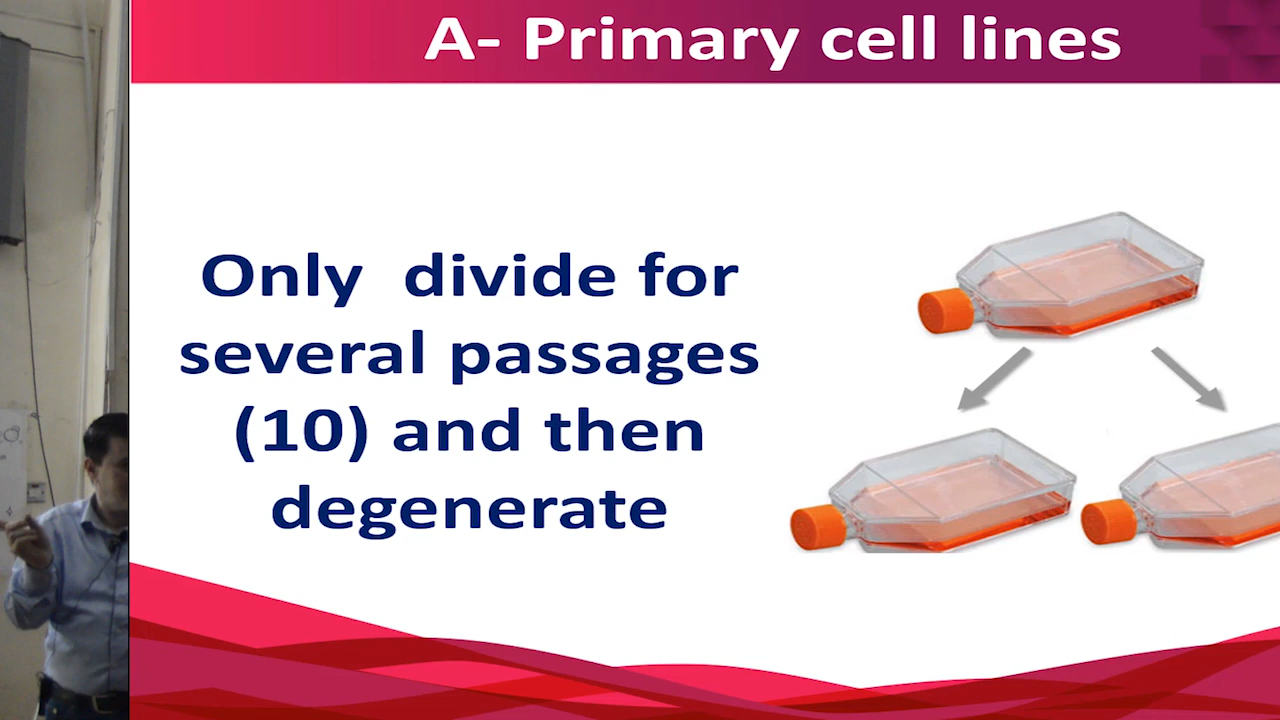 A- Primary cell lines
Only divide for
several passages
(10) and then
degenerate